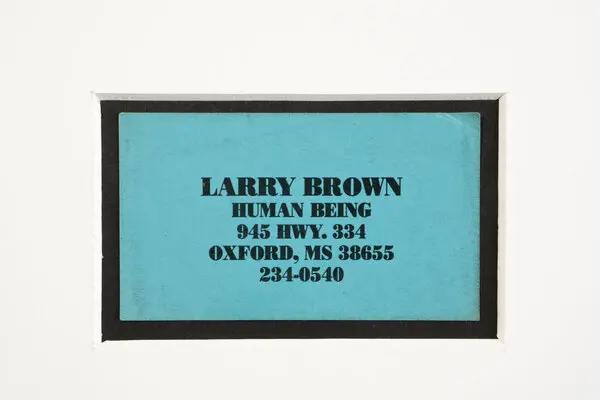 LARRY BROWN
HUMAN BEING
945 HWY. 334
OXFORD, MS 38655
234-0540